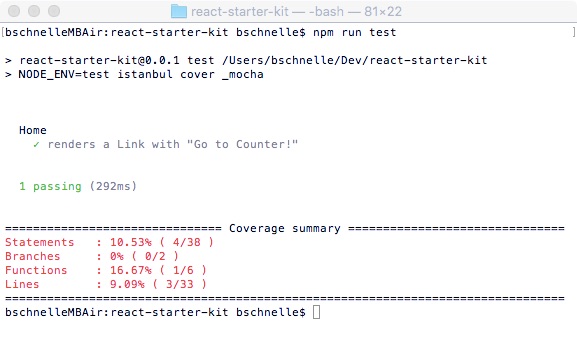 react-starter-kit — -bash — 81×22
[bschnelleMBAir:react-starter-kit bschnelle$ npm run test ]
> react-starter-kit@0.0.1 test /Users/bschnelle/Dev/react-starter-kit
> NODE_ENV=test istanbul cover _mocha
Home
✓ renders a Link with "Go to Counter!"
1 passing (292ms)
=============================== Coverage summary ===============================
Statements   : 10.53% ( 4/38 )
Branches     : 0% ( 0/2 )
Functions    : 16.67% ( 1/6 )
Lines        : 9.09% ( 3/33 )
================================================================================
bschnelleMBAir:react-starter-kit bschnelle$